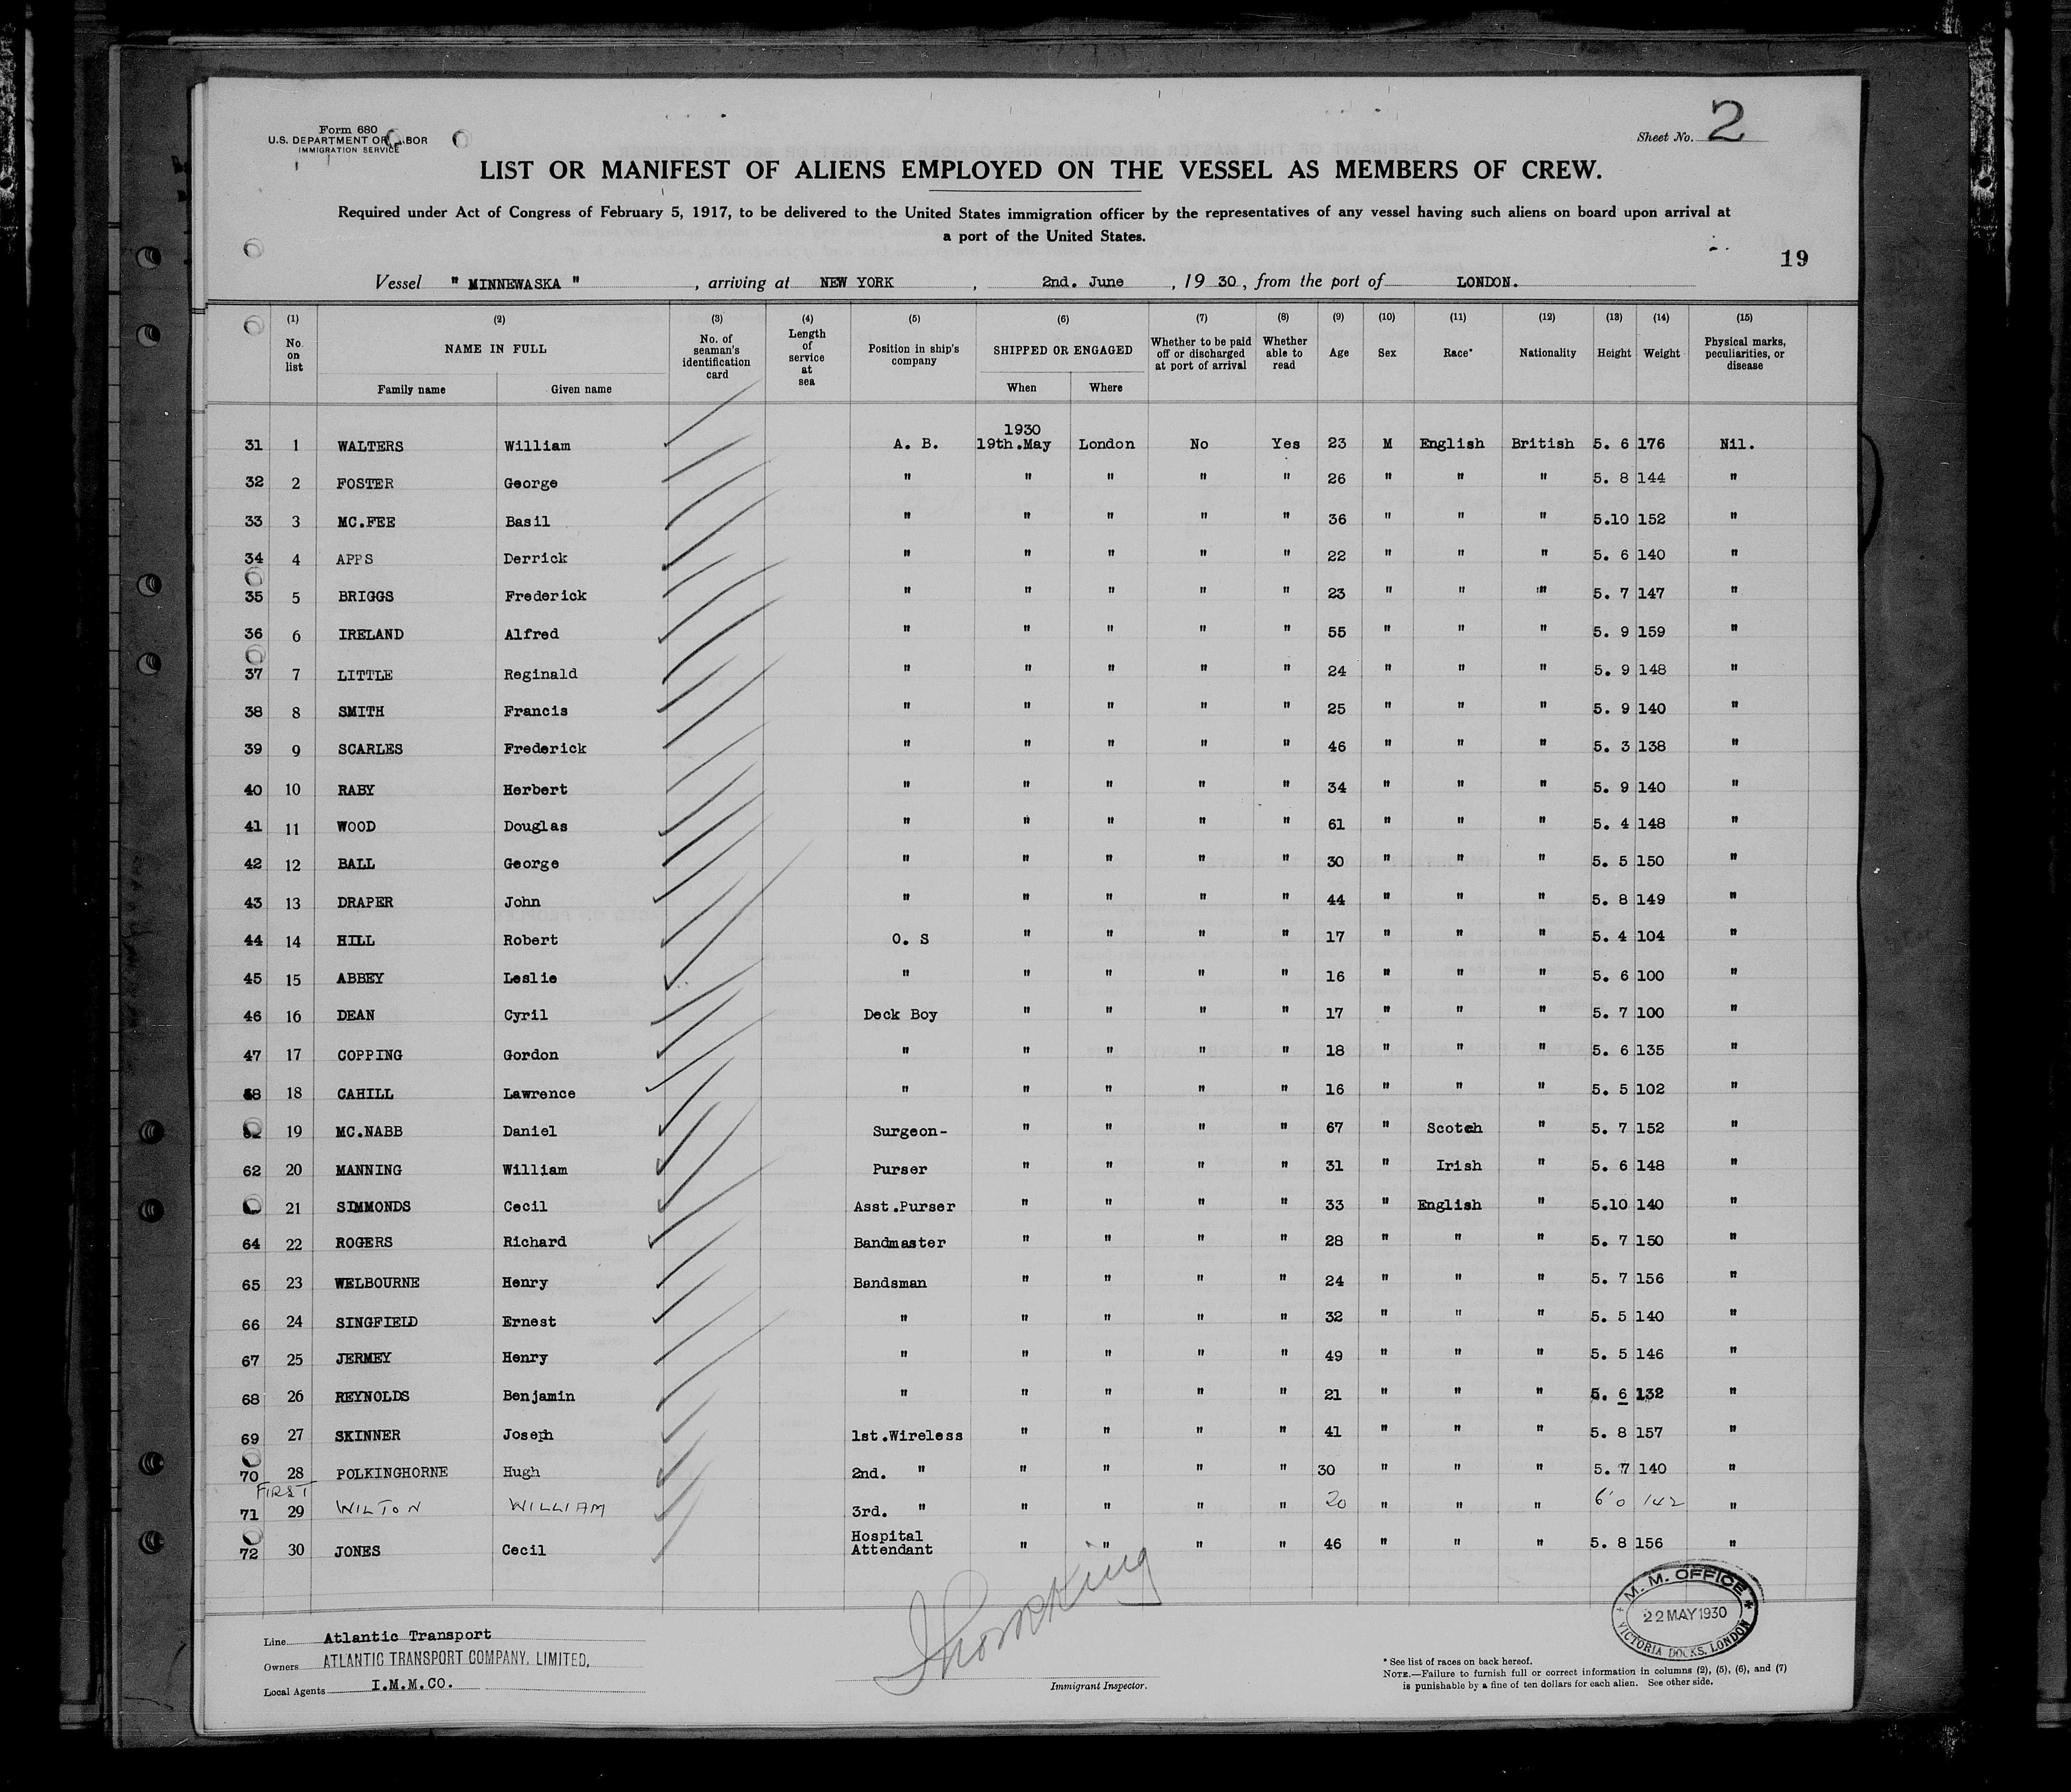 Form 680
U.S. DEPARTMENT OF LABOR
IMMIGRATION SERVICE
Sheet No. 2
LIST OR MANIFEST OF ALIENS EMPLOYED ON THE VESSEL AS MEMBERS OF CREW.
Required under Act of Congress of February 5, 1917, to be delivered to the United States immigration officer by the representatives of any vessel having such aliens on board upon arrival at
a port of the United States.
19
Vessel " MINNEWASKA " , arriving at NEW YORK , 2nd. June , 19 30 , from the port of LONDON.
(1) (2) (3) (4) (5) (6) (7) (8) (9) (10) (11) (12) (13) (14) (15)
No. on list NAME IN FULL No. of seaman's identification card Length of service at sea Position in ship's company SHIPPED OR ENGAGED Whether to be paid off or discharged at port of arrival Whether able to read Age Sex Race* Nationality Height Weight Physical marks, peculiarities, or disease
Family name Given name When Where
1930
31 1 WALTERS William A. B. 19th.May London No Yes 23 M English British 5. 6 176 Nil.
32 2 FOSTER George " " " " " 26 " " " 5. 8 144 "
33 3 MC.FEE Basil " " " " " 36 " " " 5.10 152 "
34 4 APPS Derrick " " " " " 22 " " " 5. 6 140 "
35 5 BRIGGS Frederick " " " " " 23 " " " 5. 7 147 "
36 6 IRELAND Alfred " " " " " 55 " " " 5. 9 159 "
37 7 LITTLE Reginald " " " " " 24 " " " 5. 9 148 "
38 8 SMITH Francis " " " " " 25 " " " 5. 9 140 "
39 9 SCARLES Frederick " " " " " 46 " " " 5. 3 138 "
40 10 RABY Herbert " " " " " 34 " " " 5. 9 140 "
41 11 WOOD Douglas " " " " " 61 " " " 5. 4 148 "
42 12 BALL George " " " " " 30 " " " 5. 5 150 "
43 13 DRAPER John " " " " " 44 " " " 5. 8 149 "
44 14 HILL Robert O. S " " " " 17 " " " 5. 4 104 "
45 15 ABBEY Leslie " " " " " 16 " " " 5. 6 100 "
46 16 DEAN Cyril Deck Boy " " " " 17 " " " 5. 7 100 "
47 17 COPPING Gordon " " " " " 18 " " " 5. 6 135 "
18 CAHILL Lawrence " " " " " 16 " " " 5. 5 102 "
19 MC.NABB Daniel Surgeon- " " " " 67 " Scotch " 5. 7 152 "
62 20 MANNING William Purser " " " " 31 " Irish " 5. 6 148 "
21 SIMMONDS Cecil Asst.Purser " " " " 33 " English " 5.10 140 "
64 22 ROGERS Richard Bandmaster " " " " 28 " " " 5. 7 150 "
65 23 WELBOURNE Henry Bandsman " " " " 24 " " " 5. 7 156 "
66 24 SINGFIELD Ernest " " " " " 32 " " " 5. 5 140 "
67 25 JERMEY Henry " " " " " 49 " " " 5. 5 146 "
68 26 REYNOLDS Benjamin " " " " " 21 " " " 5. 6 132 "
69 27 SKINNER Joseph 1st.Wireless " " " " 41 " " " 5. 8 157 "
70 28 POLKINGHORNE Hugh 2nd. " " " " " 30 " " " 5. 7 140 "
FIRST
71 29 WILTON WILLIAM 3rd. " " " " " 20 " " " 6'0 142 "
72 30 JONES Cecil Hospital Attendant " " " " 46 " " " 5. 8 156 "
M. M. OFFICE
22 MAY 1930
VICTORIA DOCKS, LONDON
Line Atlantic Transport
Owners ATLANTIC TRANSPORT COMPANY, LIMITED,
Local Agents I.M.M.CO.
Immigrant Inspector.
* See list of races on back hereof.
NOTE.—Failure to furnish full or correct information in columns (2), (5), (6), and (7)
is punishable by a fine of ten dollars for each alien. See other side.